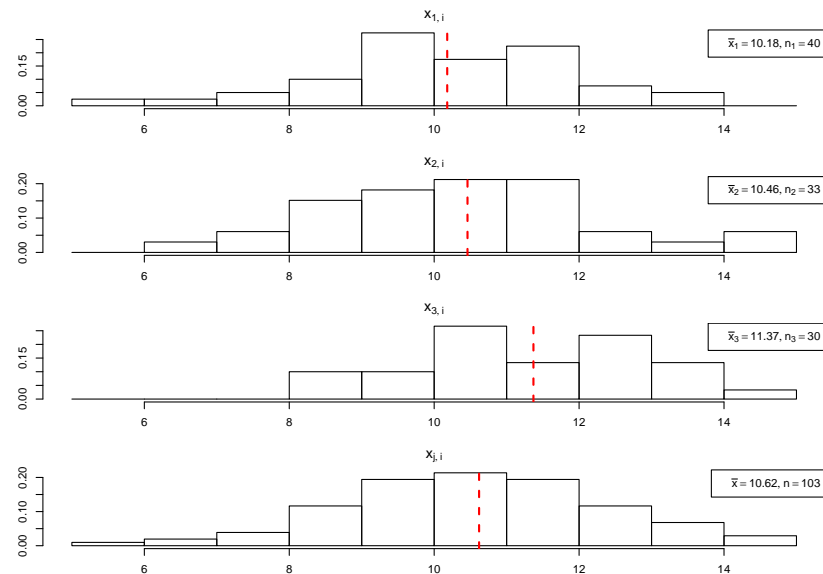 x₁, ᵢ
0.15
0.00
x̄₁ = 10.18, n₁ = 40
6 8 10 12 14
x₂, ᵢ
0.20
0.10
0.00
x̄₂ = 10.46, n₂ = 33
6 8 10 12 14
x₃, ᵢ
0.15
0.00
x̄₃ = 11.37, n₃ = 30
6 8 10 12 14
xⱼ, ᵢ
0.20
0.10
0.00
x̄ = 10.62, n = 103
6 8 10 12 14